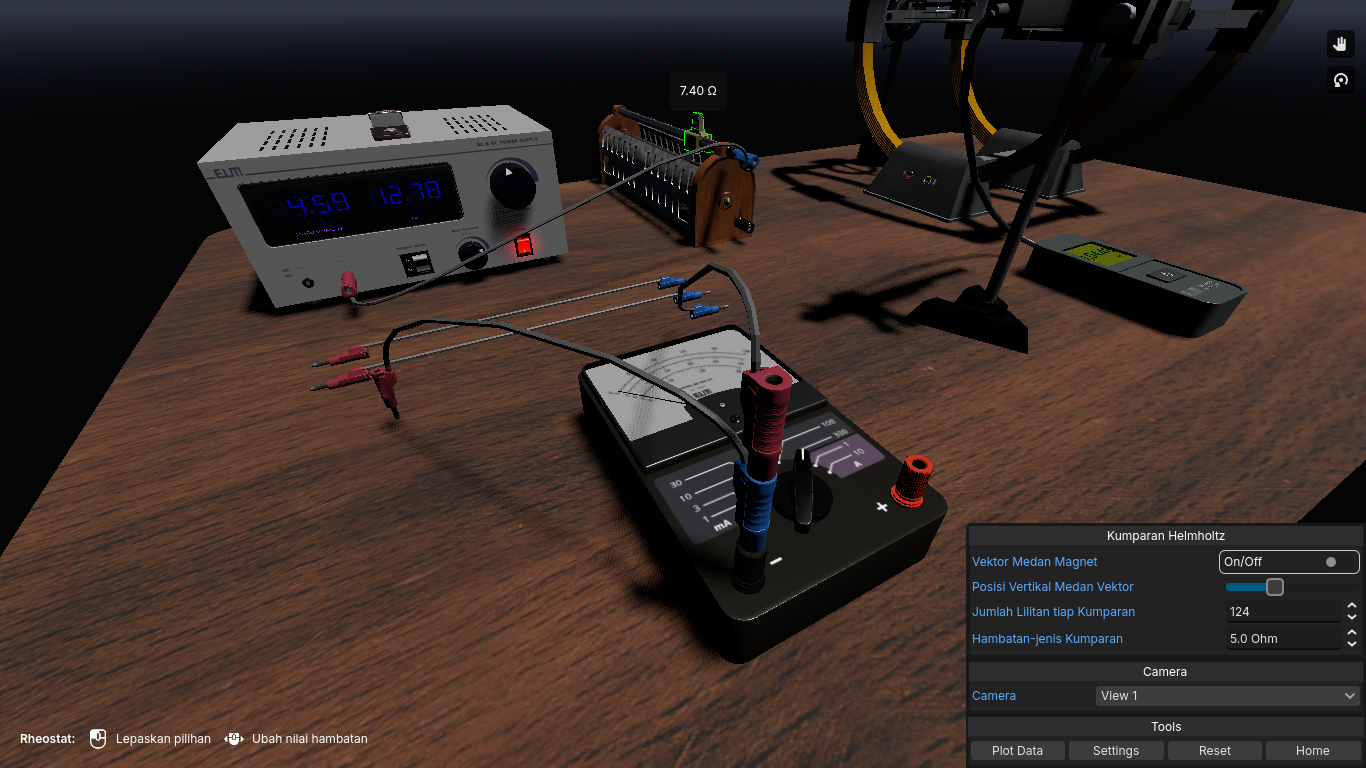 7.40 Ω
AC & DC POWER SUPPLY
ELM
4.59 12.78
100
300
1
10
A
30
10
3
1
mA
+
−
Kumparan Helmholtz
Vektor Medan Magnet On/Off
Posisi Vertikal Medan Vektor
Jumlah Lilitan tiap Kumparan 124
Hambatan-jenis Kumparan 5.0 Ohm
Camera
Camera View 1
Tools
Plot Data Settings Reset Home
Rheostat: Lepaskan pilihan Ubah nilai hambatan